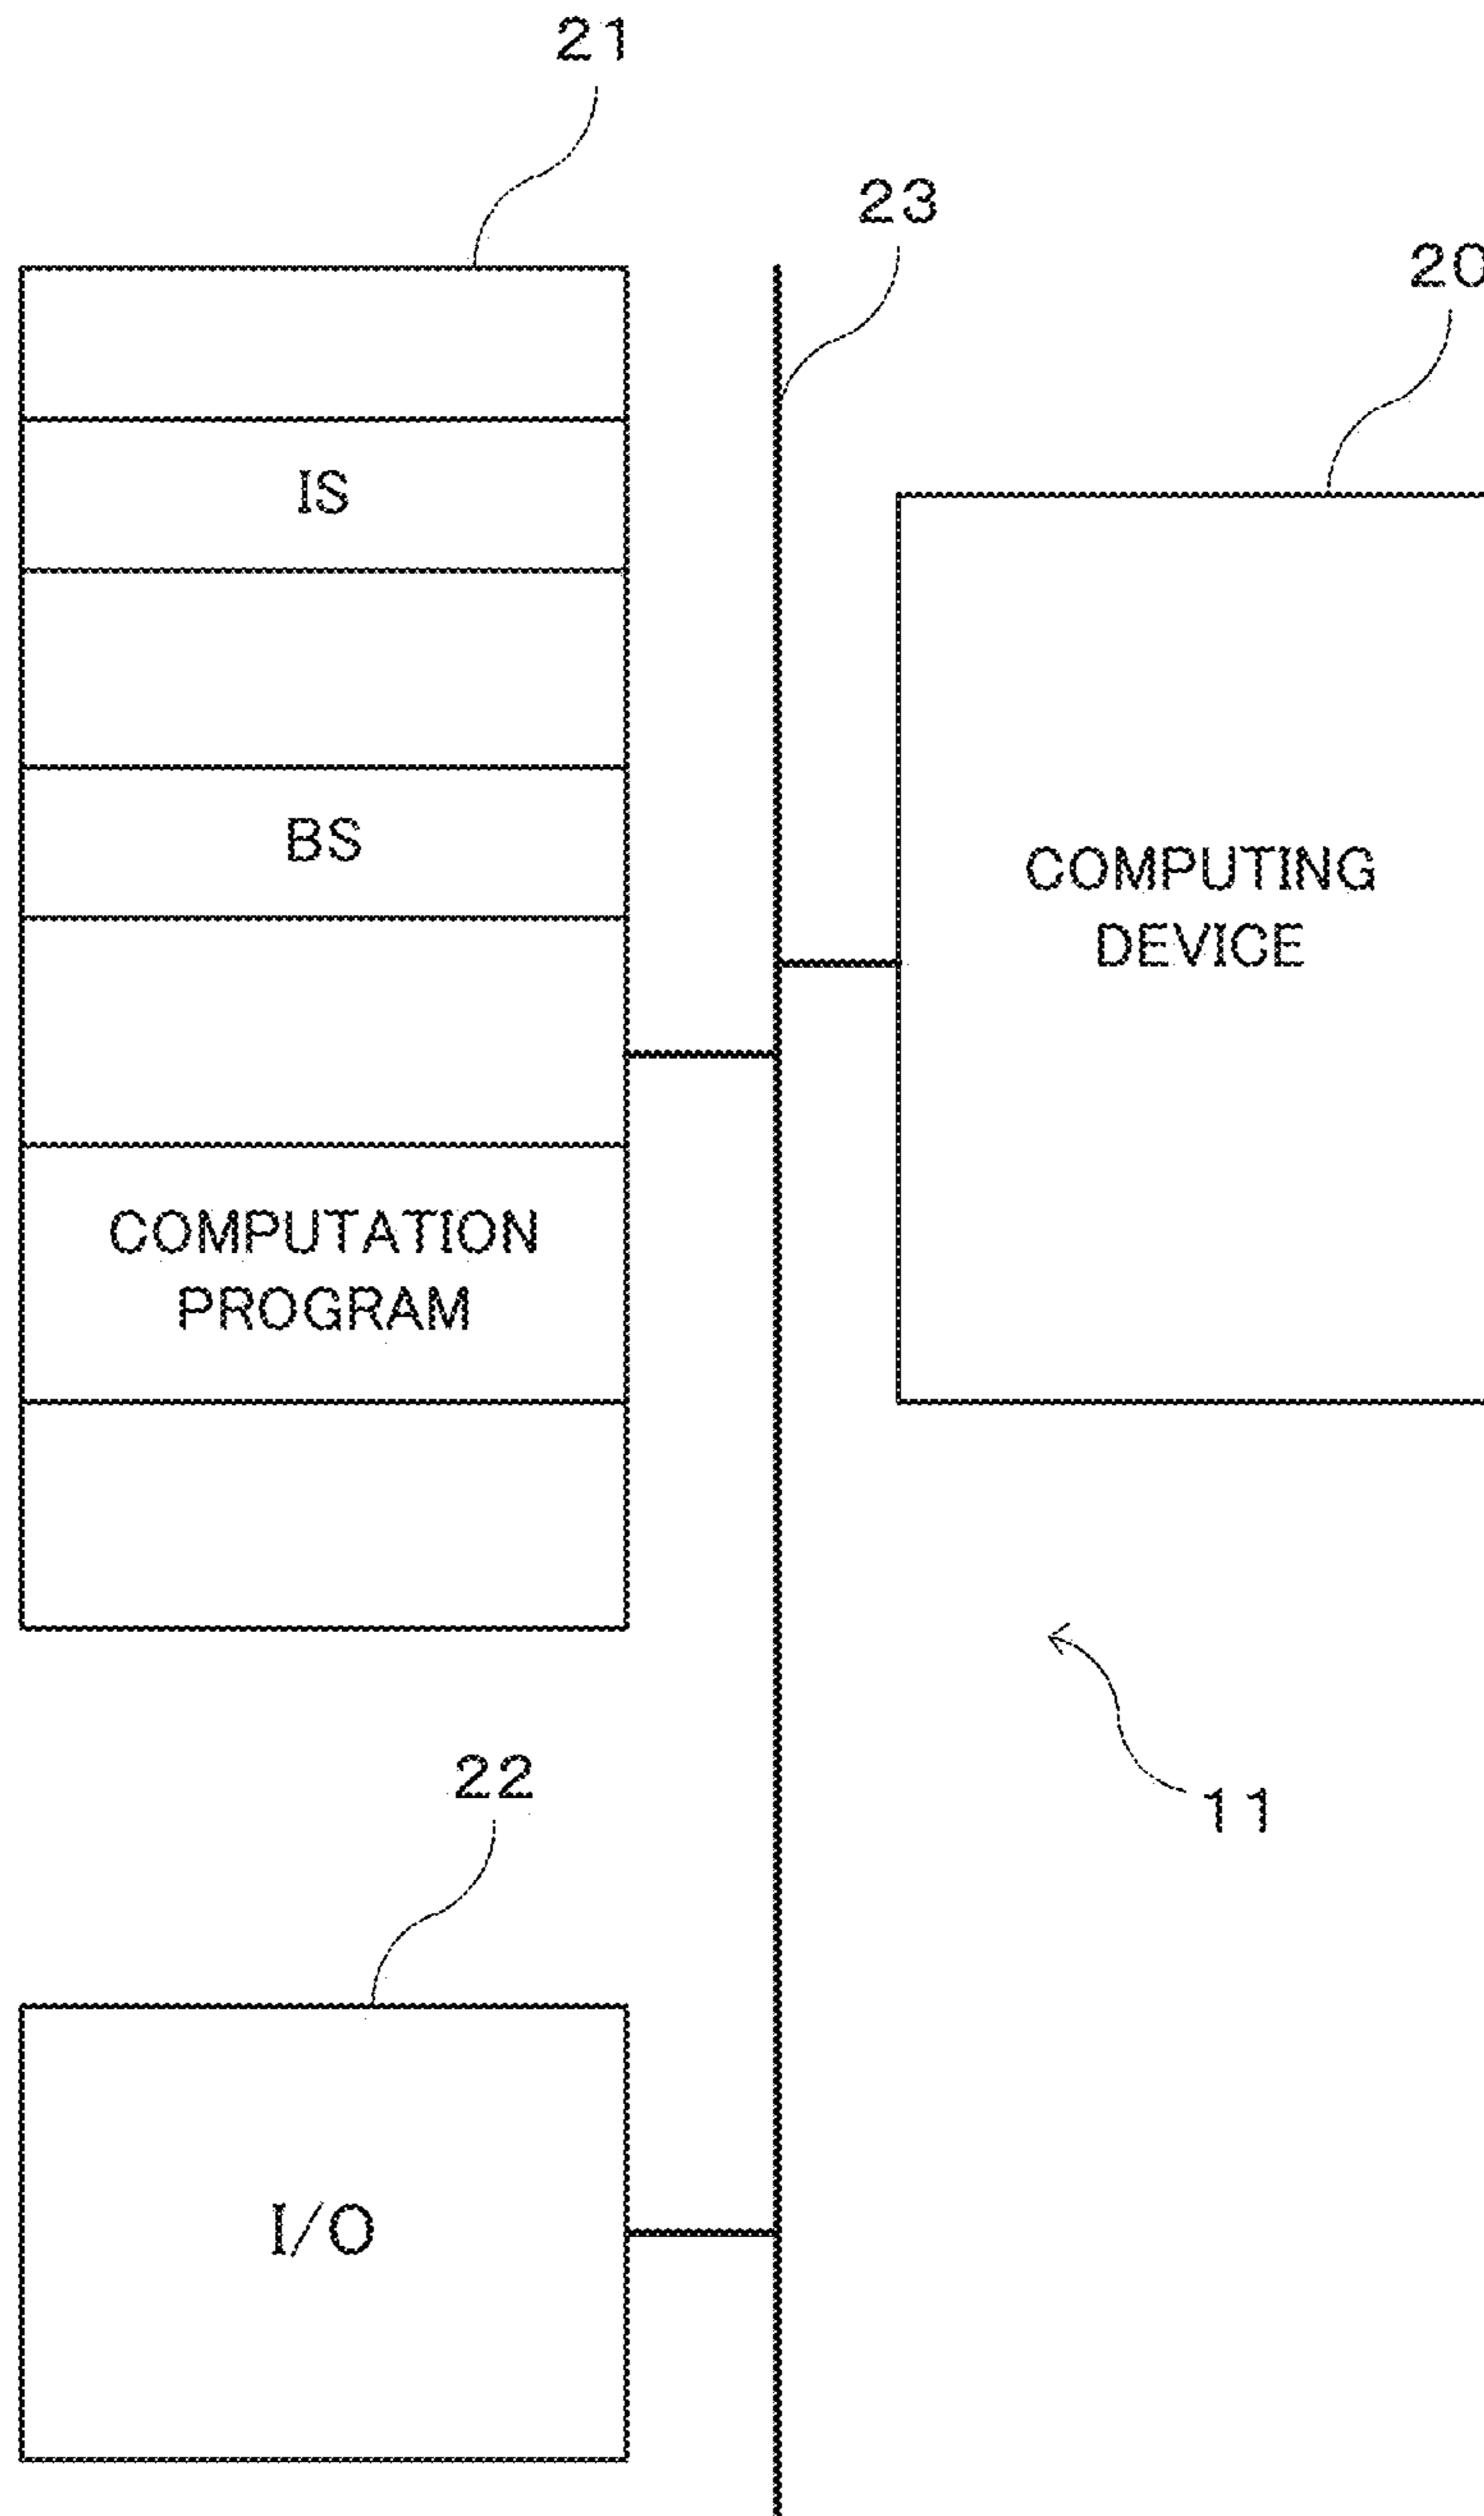 21
23
20
IS
BS
COMPUTING
DEVICE
COMPUTATION
PROGRAM
22
11
I/O